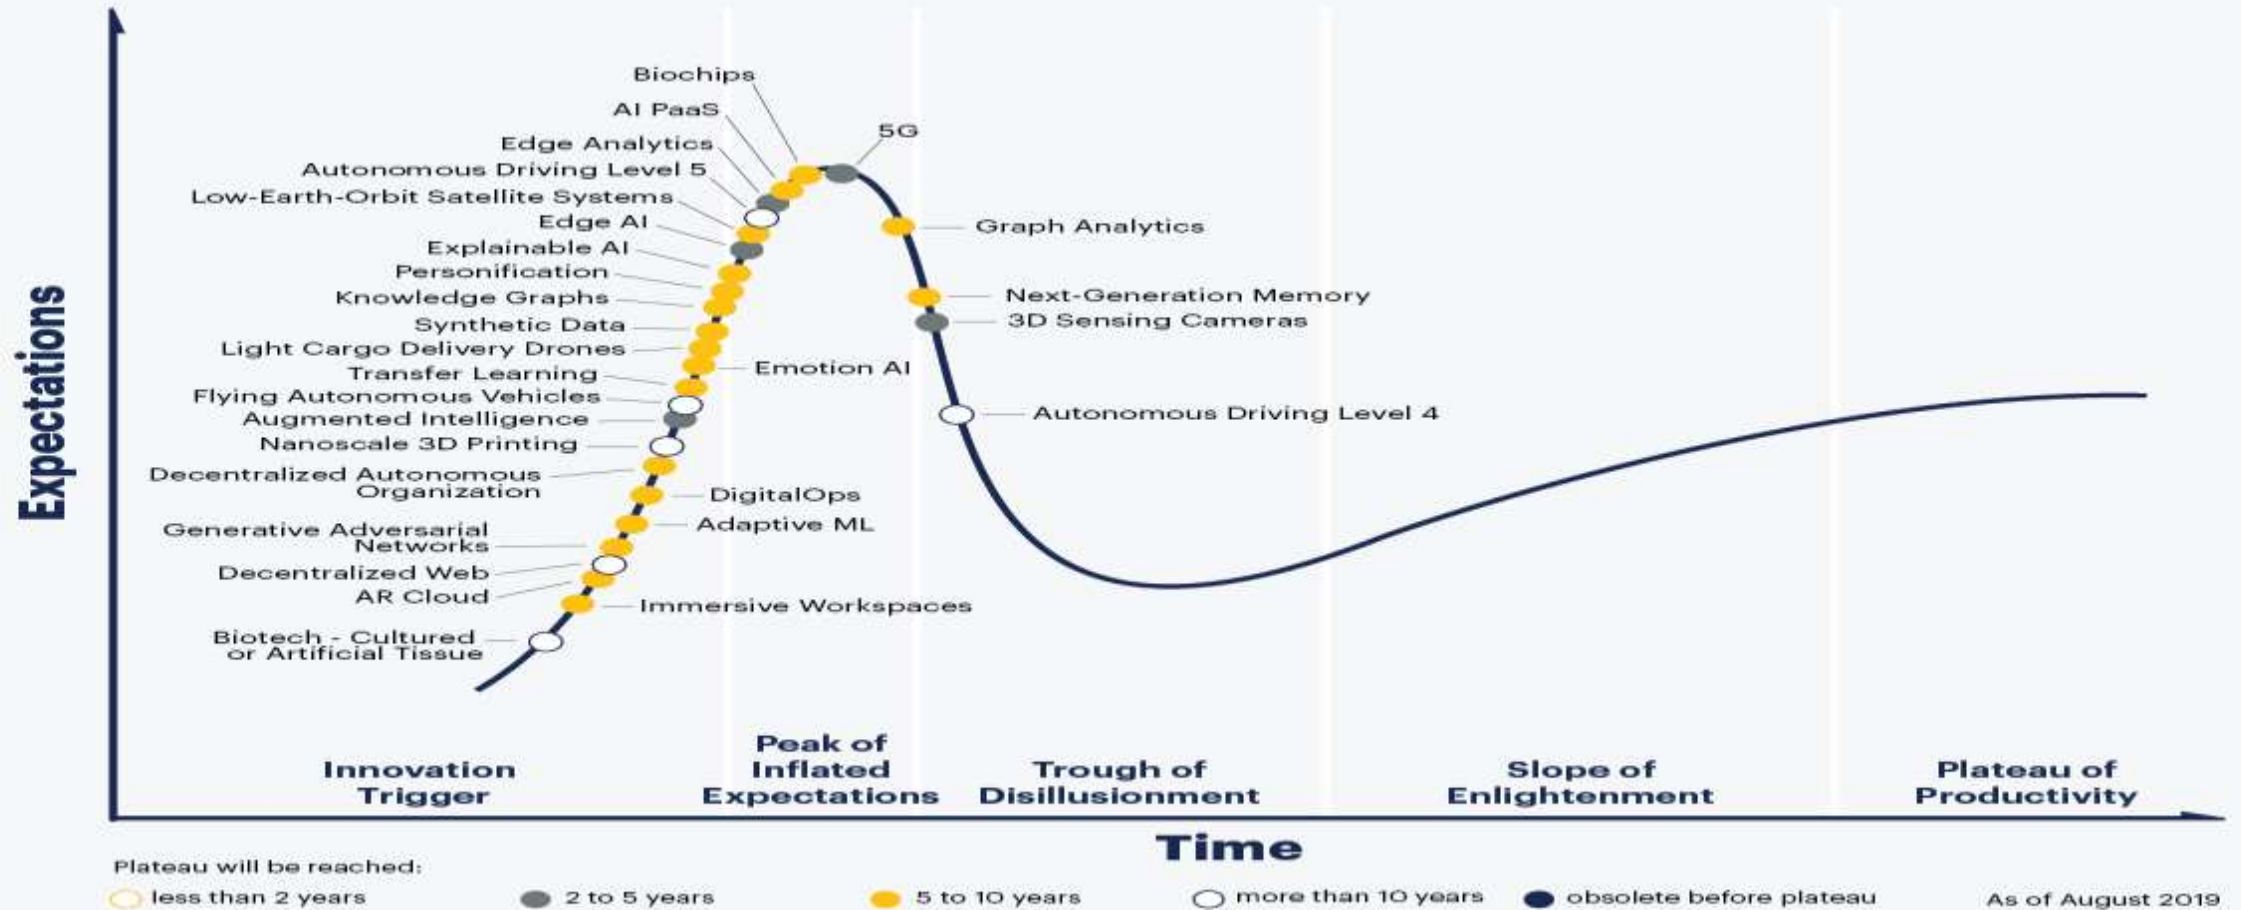 Biochips
AI PaaS
5G
Edge Analytics
Autonomous Driving Level 5
Low-Earth-Orbit Satellite Systems
Edge AI
Graph Analytics
Explainable AI
Personification
Knowledge Graphs
Next-Generation Memory
Synthetic Data
3D Sensing Cameras
Light Cargo Delivery Drones
Emotion AI
Transfer Learning
Flying Autonomous Vehicles
Augmented Intelligence
Autonomous Driving Level 4
Nanoscale 3D Printing
Decentralized Autonomous
Organization
DigitalOps
Generative Adversarial
Networks
Adaptive ML
Decentralized Web
AR Cloud
Immersive Workspaces
Biotech - Cultured
or Artificial Tissue
Expectations
Innovation
Trigger
Peak of
Inflated
Expectations
Trough of
Disillusionment
Slope of
Enlightenment
Plateau of
Productivity
Time
Plateau will be reached:
less than 2 years
2 to 5 years
5 to 10 years
more than 10 years
obsolete before plateau
As of August 2019